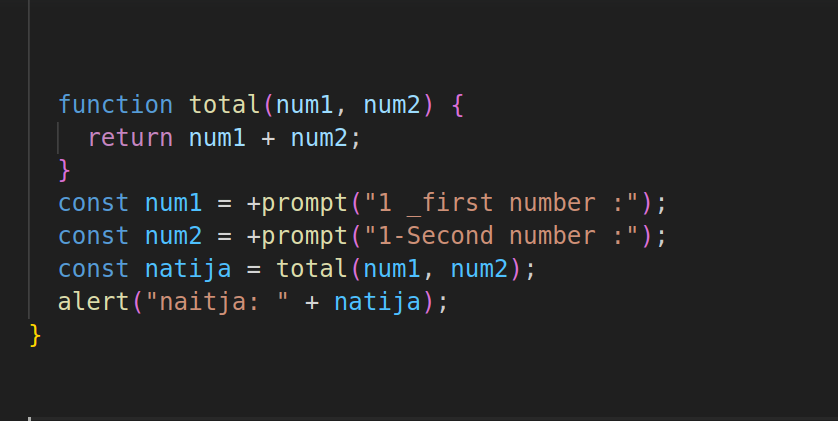 function total(num1, num2) {
return num1 + num2;
}
const num1 = +prompt("1 _first number :");
const num2 = +prompt("1-Second number :");
const natija = total(num1, num2);
alert("naitja: " + natija);
}